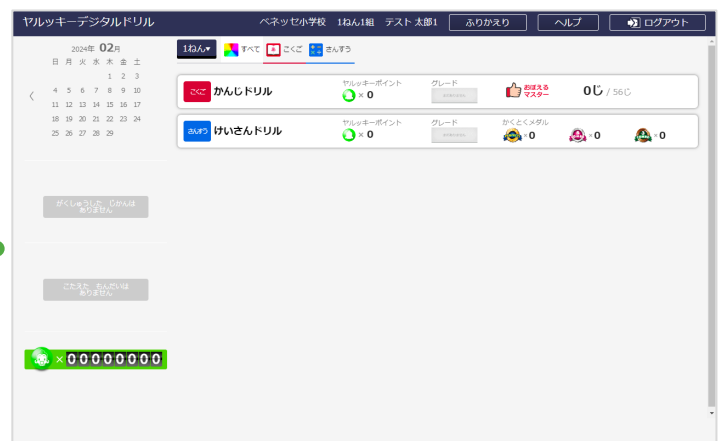 ヤルッキーデジタルドリル ベネッセ小学校 1ねん1組 テスト 太郎1 ふりかえり ヘルプ ログアウト
2024年 02月
日 月 火 水 木 金 土
1 2 3
4 5 6 7 8 9 10
11 12 13 14 15 16 17
18 19 20 21 22 23 24
25 26 27 28 29
がくしゅうした じかんは
ありません
こたえた もんだいは
ありません
× 00000000
1ねん▾ すべて こくご さんすう
こくご かんじドリル ヤルッキーポイント × 0 グレード おぼえる マスター 0じ / 56じ
さんすう けいさんドリル ヤルッキーポイント × 0 グレード かくとくメダル × 0 × 0 × 0